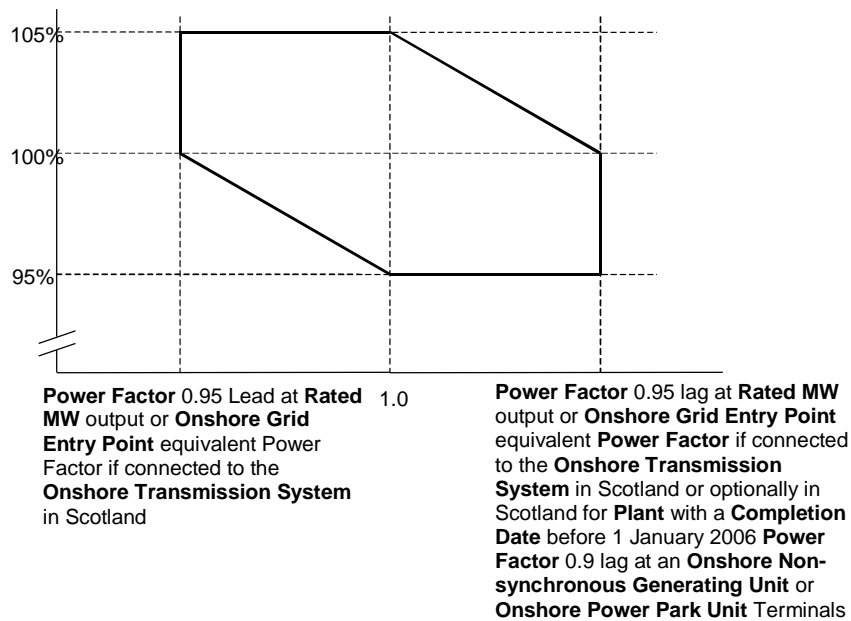 105%
100%
95%
Power Factor 0.95 Lead at Rated
MW output or Onshore Grid
Entry Point equivalent Power
Factor if connected to the
Onshore Transmission System
in Scotland
1.0
Power Factor 0.95 lag at Rated MW
output or Onshore Grid Entry Point
equivalent Power Factor if connected
to the Onshore Transmission
System in Scotland or optionally in
Scotland for Plant with a Completion
Date before 1 January 2006 Power
Factor 0.9 lag at an Onshore Non-
synchronous Generating Unit or
Onshore Power Park Unit Terminals